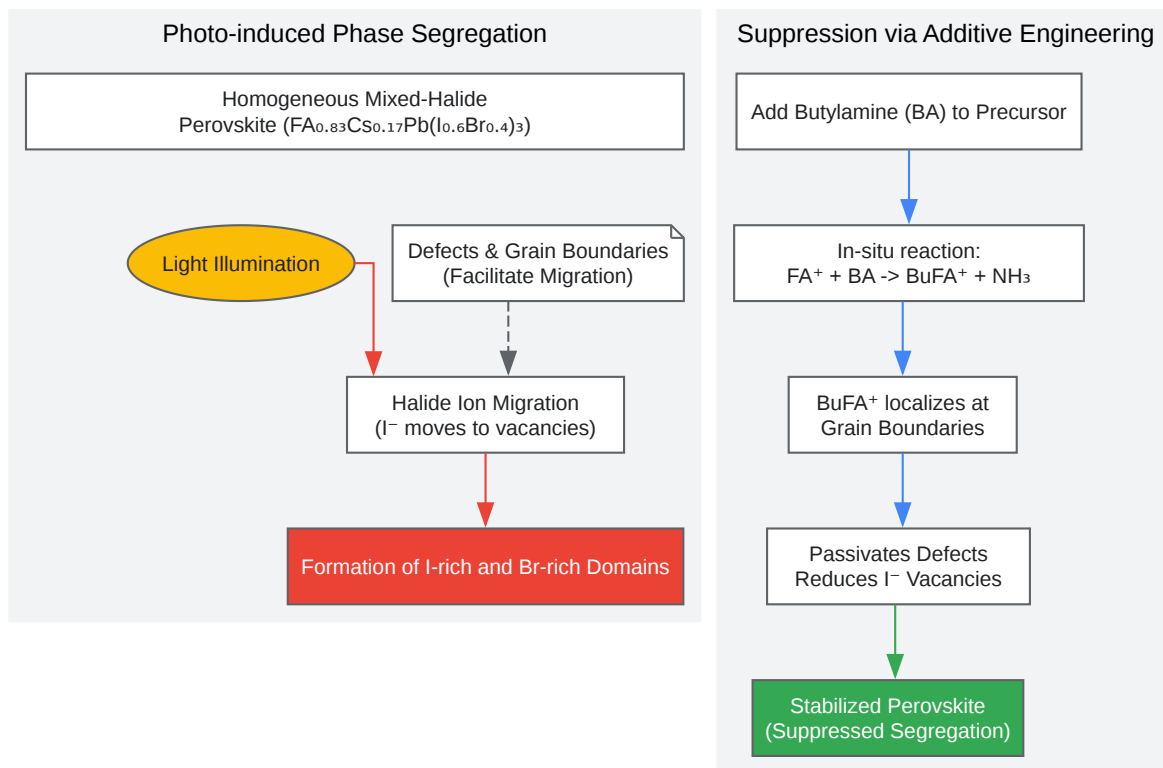 Photo-induced Phase Segregation
Homogeneous Mixed-Halide
Perovskite (FA₀.₈₃Cs₀.₁₇Pb(I₀.₆Br₀.₄)₃)
Light Illumination
Defects & Grain Boundaries
(Facilitate Migration)
Halide Ion Migration
(I⁻ moves to vacancies)
Formation of I-rich and Br-rich Domains
Suppression via Additive Engineering
Add Butylamine (BA) to Precursor
In-situ reaction:
FA⁺ + BA -> BuFA⁺ + NH₃
BuFA⁺ localizes at
Grain Boundaries
Passivates Defects
Reduces I⁻ Vacancies
Stabilized Perovskite
(Suppressed Segregation)